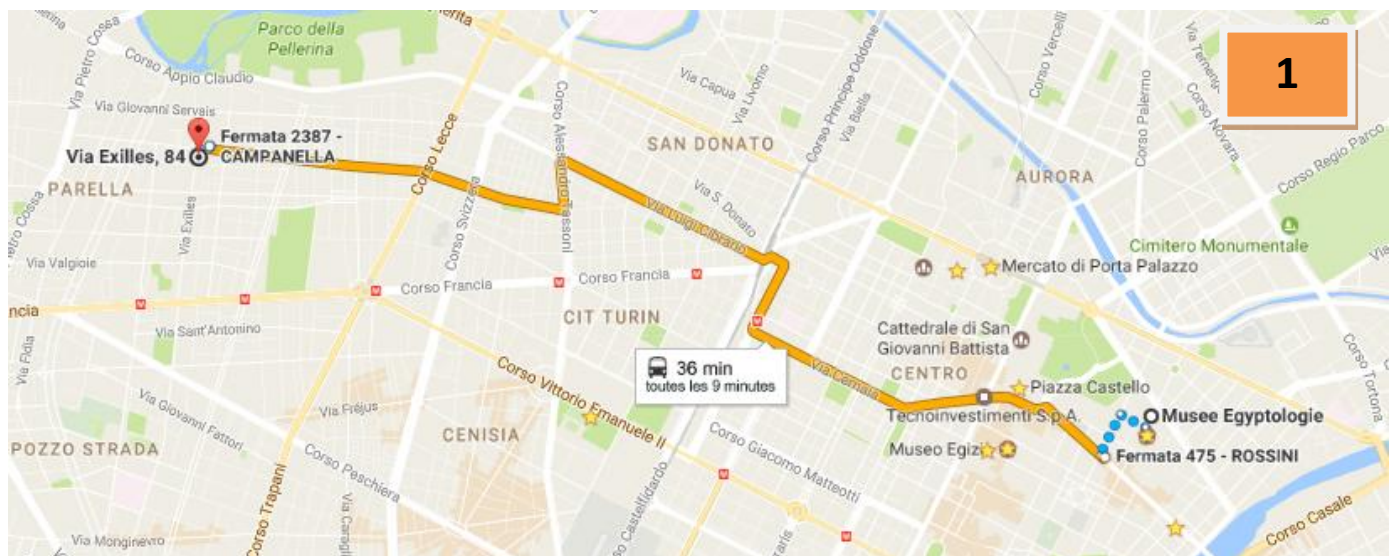 1
Parco della
Pellerina
Via Pietro Cossa
Corso Appio Claudio
Via Giovanni Servais
Fermata 2387 -
CAMPANELLA
Via Exilles, 84
PARELLA
Via Exilles
Via Valgioie
Corso Lecce
Corso Svizzera
Corso Alessandro Tassoni
Via Capua
Via Livorno
SAN DONATO
Via S. Donato
Via Luigi Cibrario
Corso Principe Oddone
Via Biella
Corso Vercelli
Corso Palermo
Corso Novara
Corso Regio Parco
AURORA
Cimitero Monumentale
Mercato di Porta Palazzo
Corso Francia
Corso Francia
ncia
Via Sant'Antonino
CIT TURIN
36 min
toutes les 9 minutes
Cattedrale di San
Giovanni Battista
CENTRO
Via Cernaia
Piazza Castello
Tecnoinvestimenti S.p.A.
Musee Egyptologie
Museo Egizi
Fermata 475 - ROSSINI
Corso Tortona
Via Fidia
Via Giovanni Fattori
Via Fréjus
Corso Vittorio Emanuele II
CENISIA
POZZO STRADA
Corso Peschiera
Corso Trapani
Corso Castelfidardo
Corso Giacomo Matteotti
Via Monginevro
Corso Casale